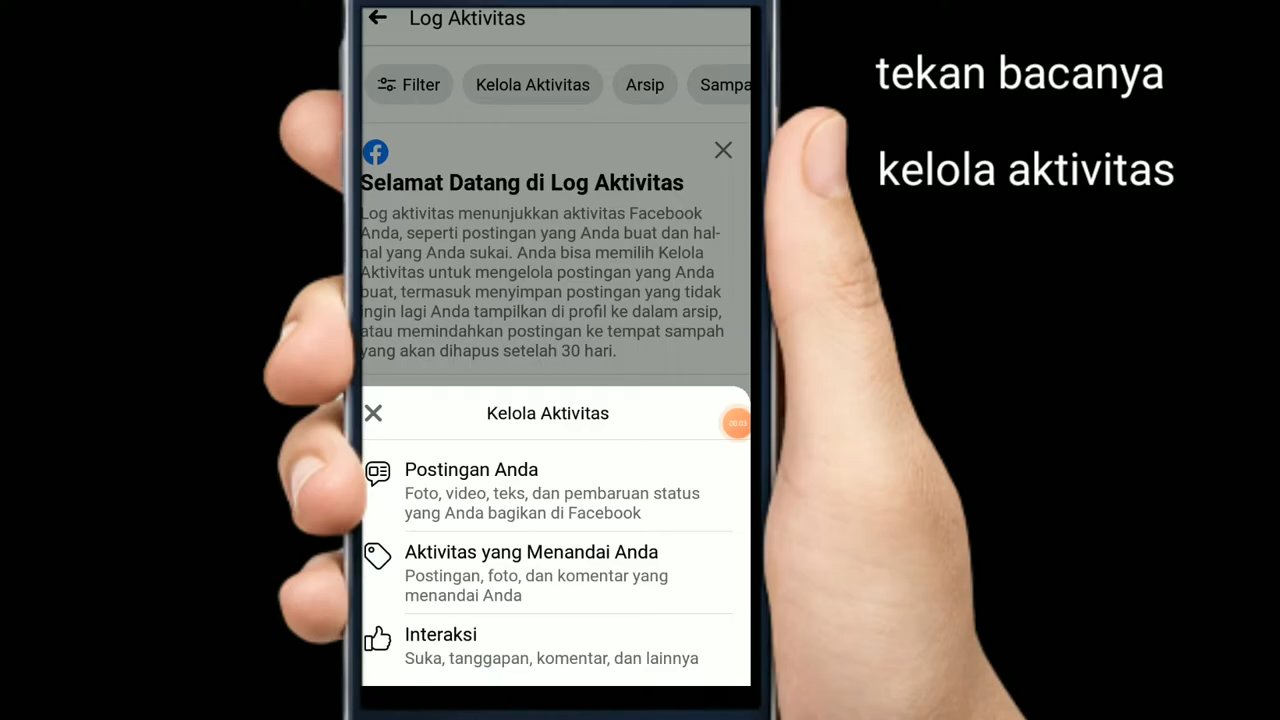 Log Aktivitas
Filter
Kelola Aktivitas
Arsip
Sampa
Selamat Datang di Log Aktivitas
Log aktivitas menunjukkan aktivitas Facebook
Anda, seperti postingan yang Anda buat dan hal-
hal yang Anda sukai. Anda bisa memilih Kelola
Aktivitas untuk mengelola postingan yang Anda
buat, termasuk menyimpan postingan yang tidak
ingin lagi Anda tampilkan di profil ke dalam arsip,
atau memindahkan postingan ke tempat sampah
yang akan dihapus setelah 30 hari.
Kelola Aktivitas
00.03
Postingan Anda
Foto, video, teks, dan pembaruan status
yang Anda bagikan di Facebook
Aktivitas yang Menandai Anda
Postingan, foto, dan komentar yang
menandai Anda
Interaksi
Suka, tanggapan, komentar, dan lainnya
tekan bacanya
kelola aktivitas